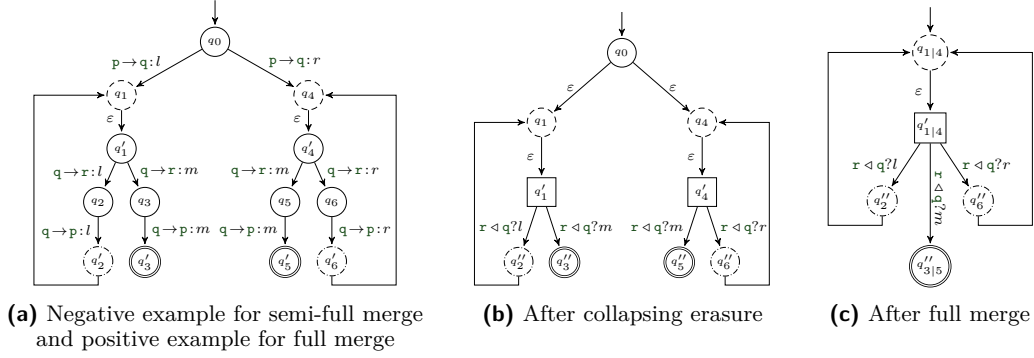 q0
p→q:l
p→q:r
q1
q4
ε
ε
q′1
q′4
q→r:l
q→r:m
q→r:m
q→r:r
q2
q3
q5
q6
q→p:l
q→p:m
q→p:m
q→p:r
q′2
q′3
q′5
q′6
(a) Negative example for semi-full merge
and positive example for full merge
q0
ε
ε
q1
q4
ε
ε
q′1
q′4
r◁q?l
r◁q?m
r◁q?m
r◁q?r
q″2
q″3
q″5
q″6
(b) After collapsing erasure
q1|4
ε
q′1|4
r◁q?l
r◁q?m
r◁q?r
q″2
q″6
q″3|5
(c) After full merge